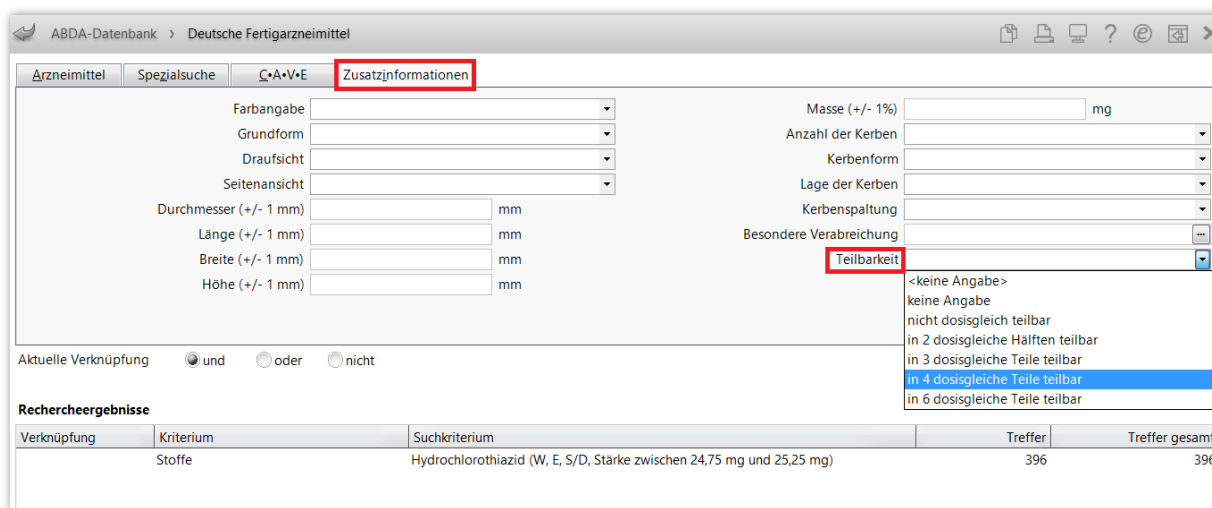 ABDA-Datenbank > Deutsche Fertigarzneimittel
Arzneimittel Spezialsuche C•A•V•E Zusatzinformationen
Farbangabe Masse (+/- 1%) mg
Grundform Anzahl der Kerben
Draufsicht Kerbenform
Seitenansicht Lage der Kerben
Durchmesser (+/- 1 mm) mm Kerbenspaltung
Länge (+/- 1 mm) mm Besondere Verabreichung ...
Breite (+/- 1 mm) mm Teilbarkeit
Höhe (+/- 1 mm) mm
<keine Angabe>
keine Angabe
nicht dosisgleich teilbar
in 2 dosisgleiche Hälften teilbar
in 3 dosisgleiche Teile teilbar
in 4 dosisgleiche Teile teilbar
in 6 dosisgleiche Teile teilbar
Aktuelle Verknüpfung und oder nicht
Rechercheergebnisse
Verknüpfung Kriterium Suchkriterium Treffer Treffer gesamt
Stoffe Hydrochlorothiazid (W, E, S/D, Stärke zwischen 24,75 mg und 25,25 mg) 396 396